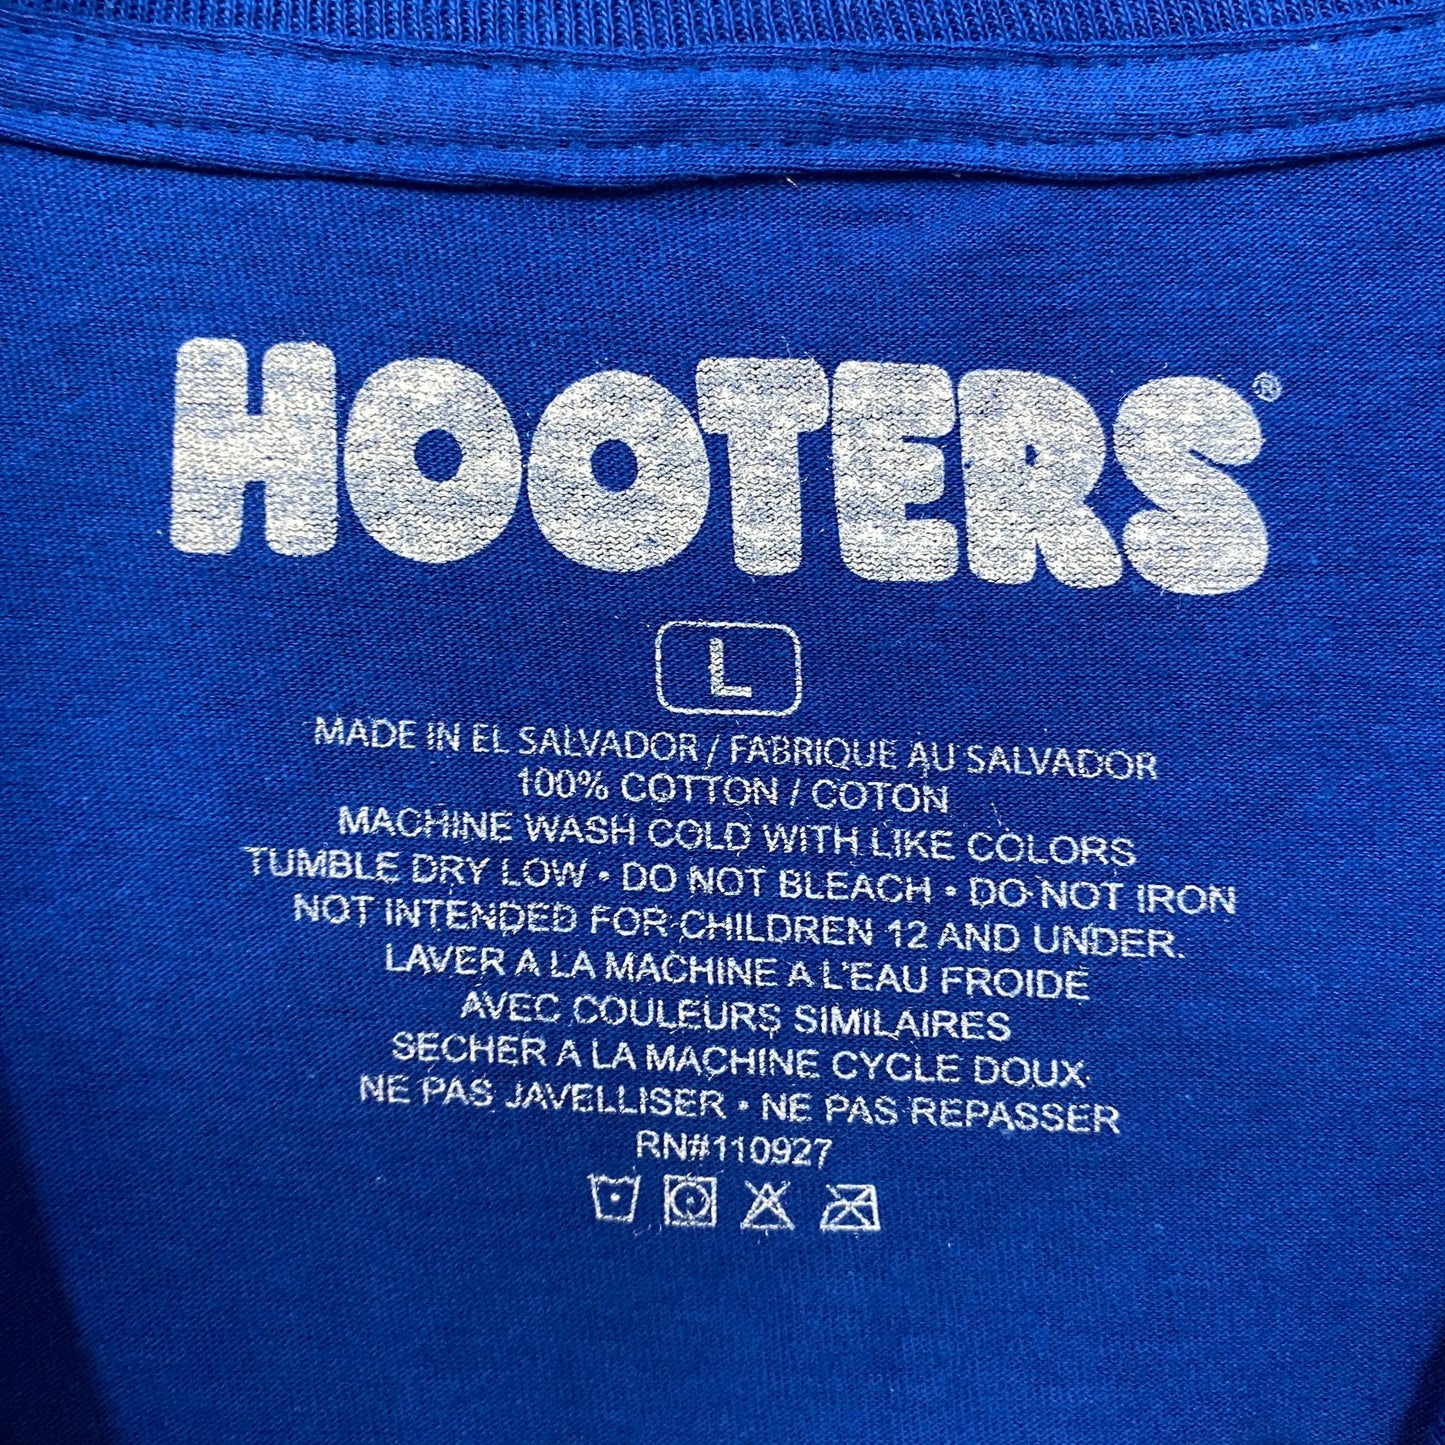 HOOTERS®
L
MADE IN EL SALVADOR / FABRIQUE AU SALVADOR
100% COTTON / COTON
MACHINE WASH COLD WITH LIKE COLORS
TUMBLE DRY LOW • DO NOT BLEACH • DO NOT IRON
NOT INTENDED FOR CHILDREN 12 AND UNDER.
LAVER A LA MACHINE A L'EAU FROIDE
AVEC COULEURS SIMILAIRES
SECHER A LA MACHINE CYCLE DOUX.
NE PAS JAVELLISER • NE PAS REPASSER
RN#110927